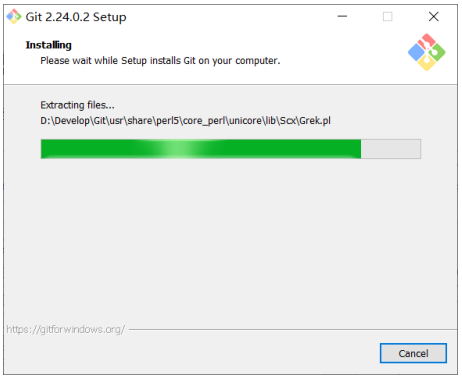 Git 2.24.0.2 Setup
Installing
Please wait while Setup installs Git on your computer.
Extracting files...
D:\Develop\Git\usr\share\perl5\core_perl\unicore\lib\Scx\Grek.pl
https://gitforwindows.org/
Cancel